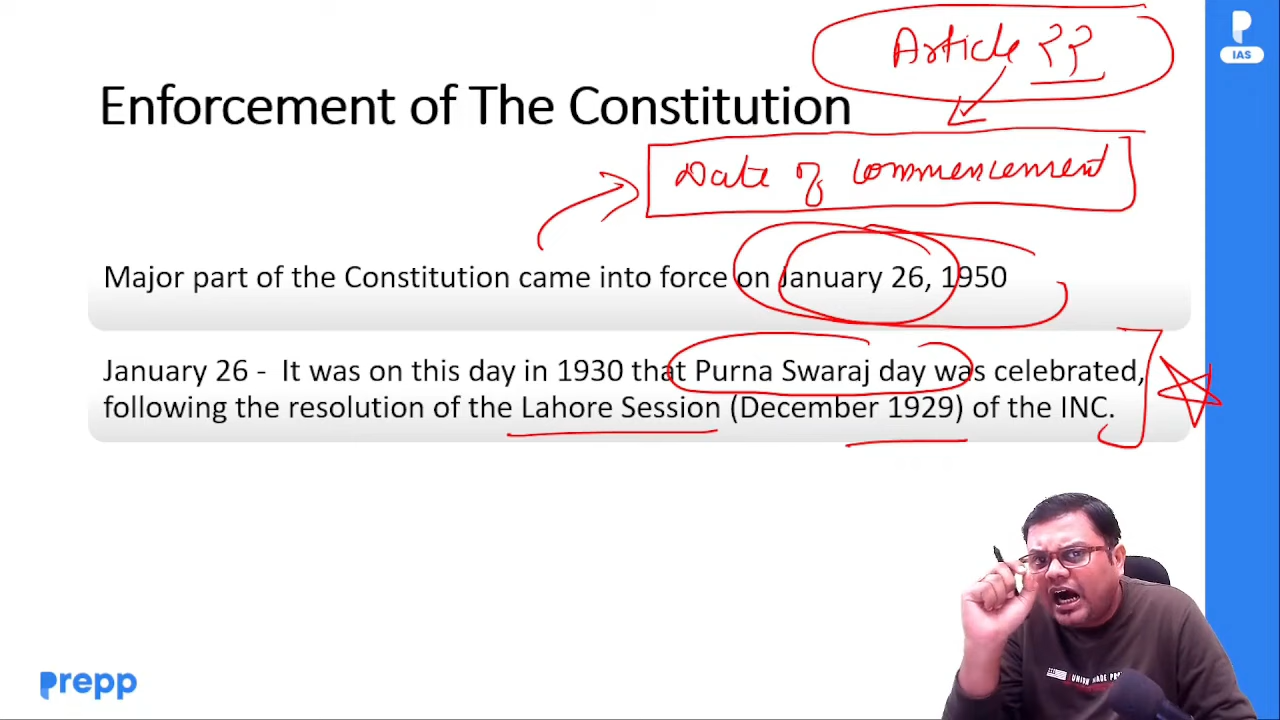 Article ??
IAS
Enforcement of The Constitution
Date of Commencement
Major part of the Constitution came into force on January 26, 1950
January 26 - It was on this day in 1930 that Purna Swaraj day was celebrated,
following the resolution of the Lahore Session (December 1929) of the INC.
prepp